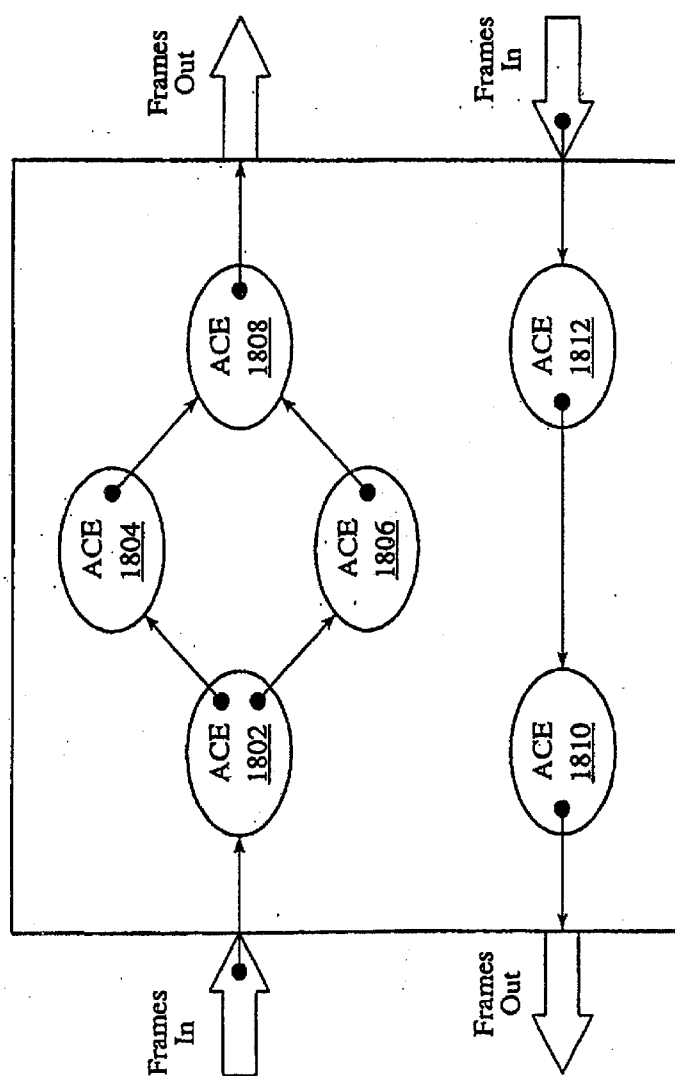 Frames
In
ACE
1802
ACE
1804
ACE
1806
ACE
1808
Frames
Out
Frames
Out
ACE
1810
ACE
1812
Frames
In